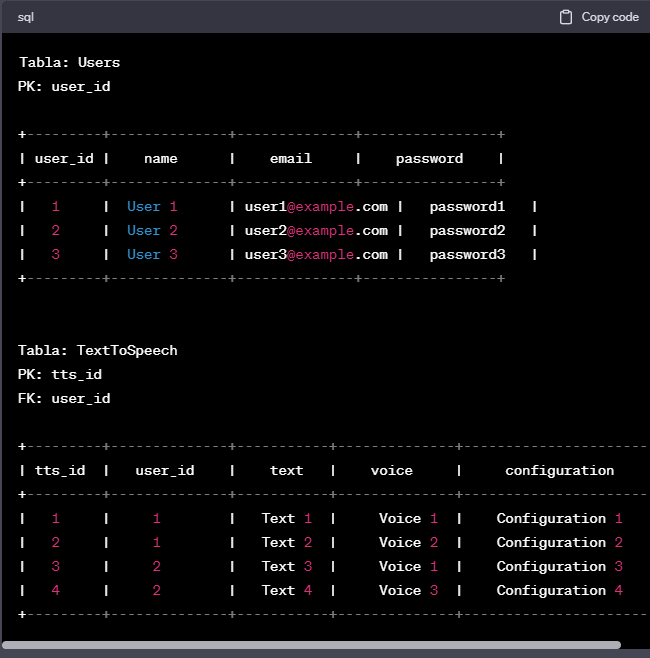 sql Copy code
Tabla: Users
PK: user_id
+---------+--------------+--------------+----------------+
| user_id | name | email | password |
+---------+--------------+--------------+----------------+
| 1 | User 1 | user1@example.com | password1 |
| 2 | User 2 | user2@example.com | password2 |
| 3 | User 3 | user3@example.com | password3 |
+---------+--------------+--------------+----------------+
Tabla: TextToSpeech
PK: tts_id
FK: user_id
+---------+--------------+-----------+--------------+----------------------
| tts_id | user_id | text | voice | configuration
+---------+--------------+-----------+--------------+----------------------
| 1 | 1 | Text 1 | Voice 1 | Configuration 1
| 2 | 1 | Text 2 | Voice 2 | Configuration 2
| 3 | 2 | Text 3 | Voice 1 | Configuration 3
| 4 | 2 | Text 4 | Voice 3 | Configuration 4
+---------+--------------+-----------+--------------+----------------------